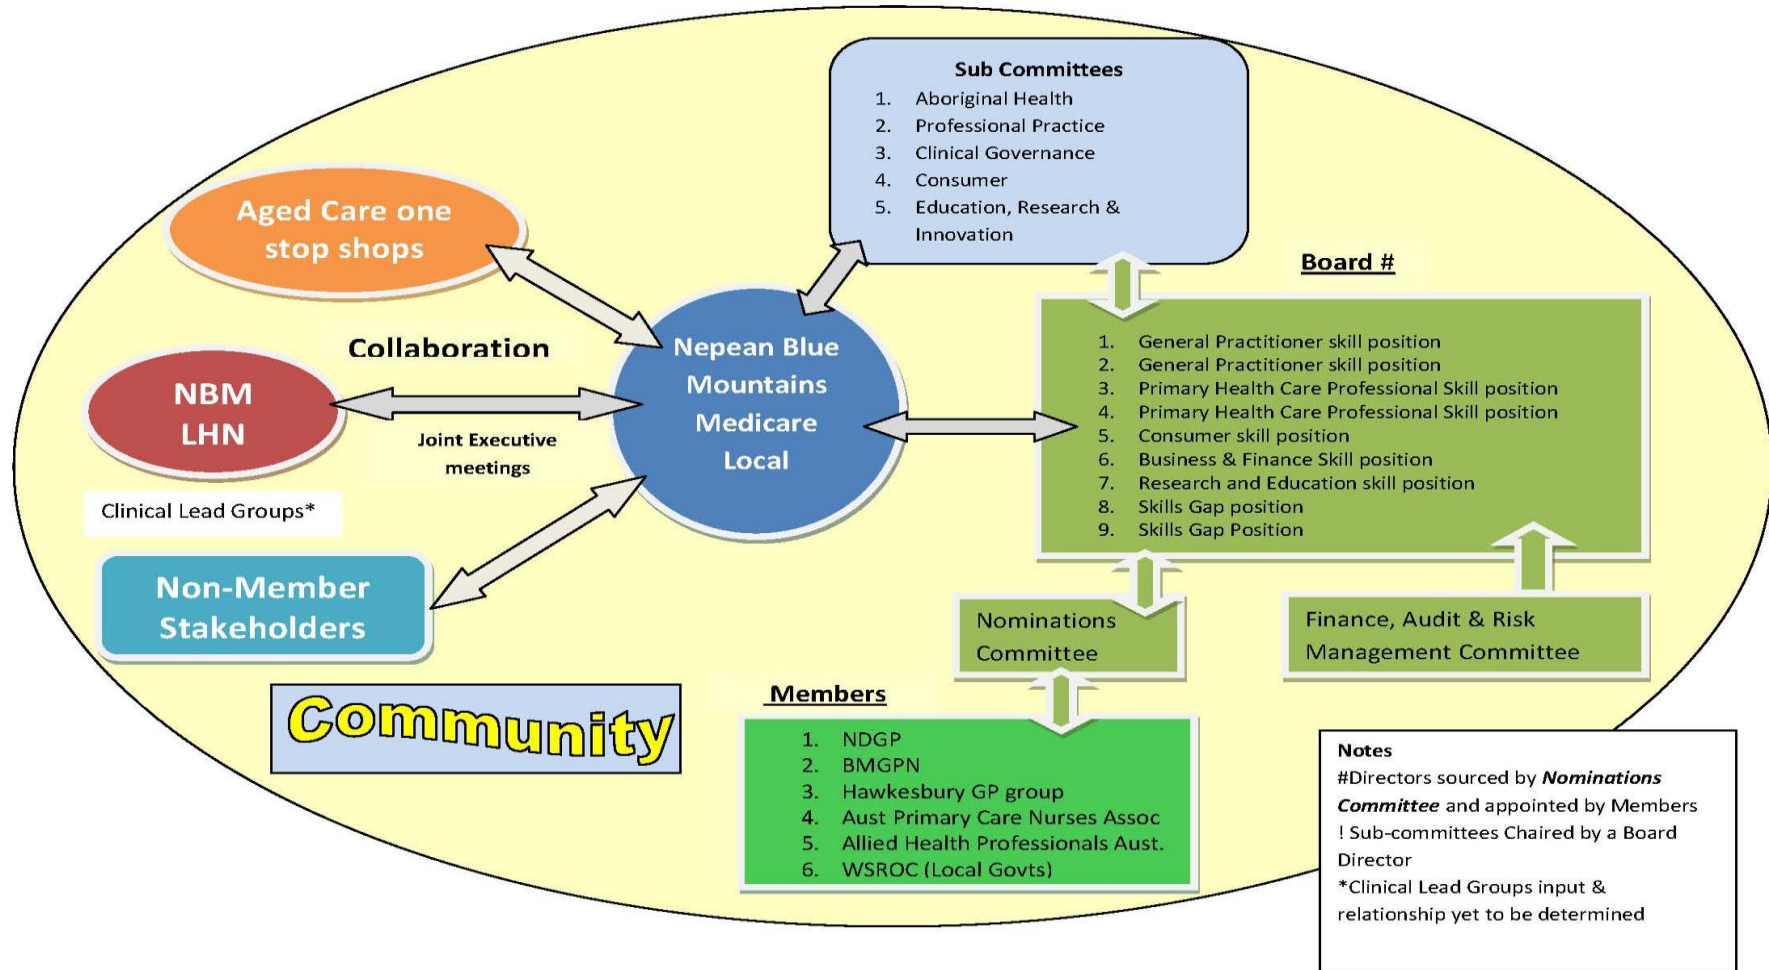 Sub Committees
1. Aboriginal Health
2. Professional Practice
3. Clinical Governance
4. Consumer
5. Education, Research &
Innovation
Aged Care one
stop shops
Board #
Collaboration
Nepean Blue
Mountains
Medicare
Local
NBM
LHN
Joint Executive
meetings
1. General Practitioner skill position
2. General Practitioner skill position
3. Primary Health Care Professional Skill position
4. Primary Health Care Professional Skill position
5. Consumer skill position
6. Business & Finance Skill position
7. Research and Education skill position
8. Skills Gap position
9. Skills Gap Position
Clinical Lead Groups*
Non-Member
Stakeholders
Nominations
Committee
Finance, Audit & Risk
Management Committee
Community
Members
1. NDGP
2. BMGPN
3. Hawkesbury GP group
4. Aust Primary Care Nurses Assoc
5. Allied Health Professionals Aust.
6. WSROC (Local Govts)
Notes
#Directors sourced by Nominations
Committee and appointed by Members
! Sub-committees Chaired by a Board
Director
*Clinical Lead Groups input &
relationship yet to be determined